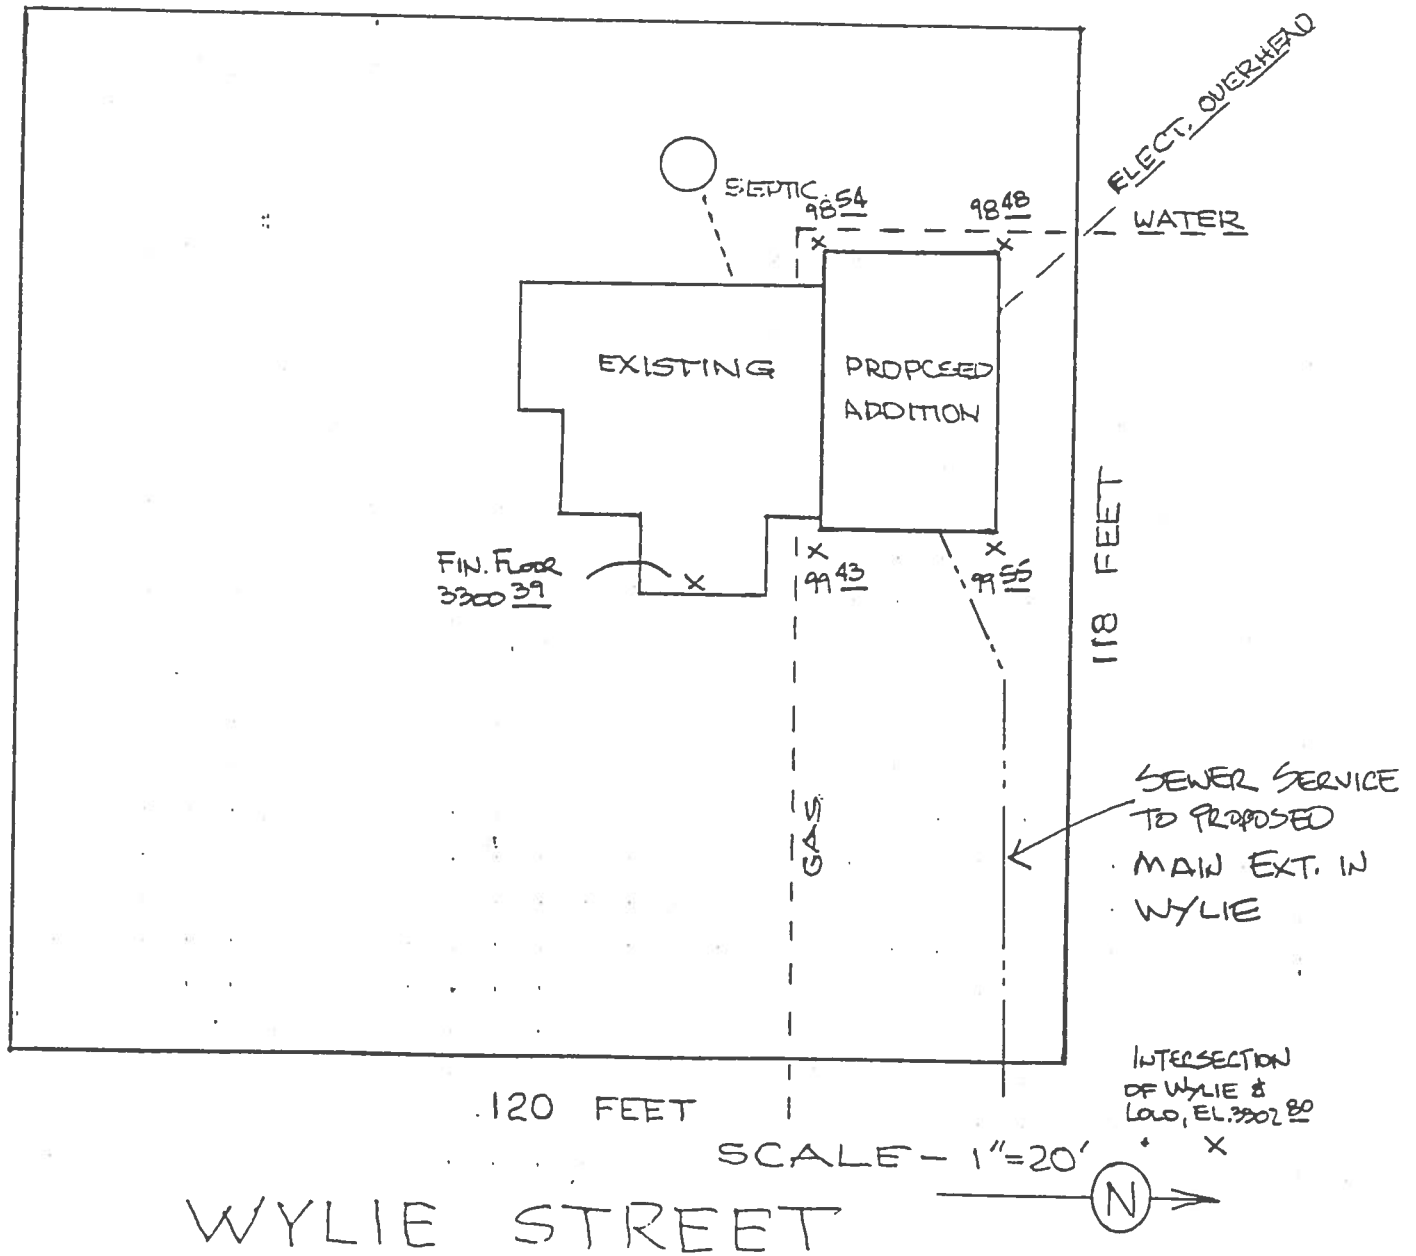 ELECT. OVERHEAD
SEPTIC
98 54
98 48
WATER
EXISTING
PROPOSED
ADDITION
FIN. FLOOR
3300 39
99 43
99 55
118 FEET
GAS
SEWER SERVICE
TO PROPOSED
MAIN EXT. IN
WYLIE
120 FEET
INTERSECTION
OF WYLIE &
LOLO, EL. 3302 80
SCALE - 1"=20'
N
WYLIE STREET